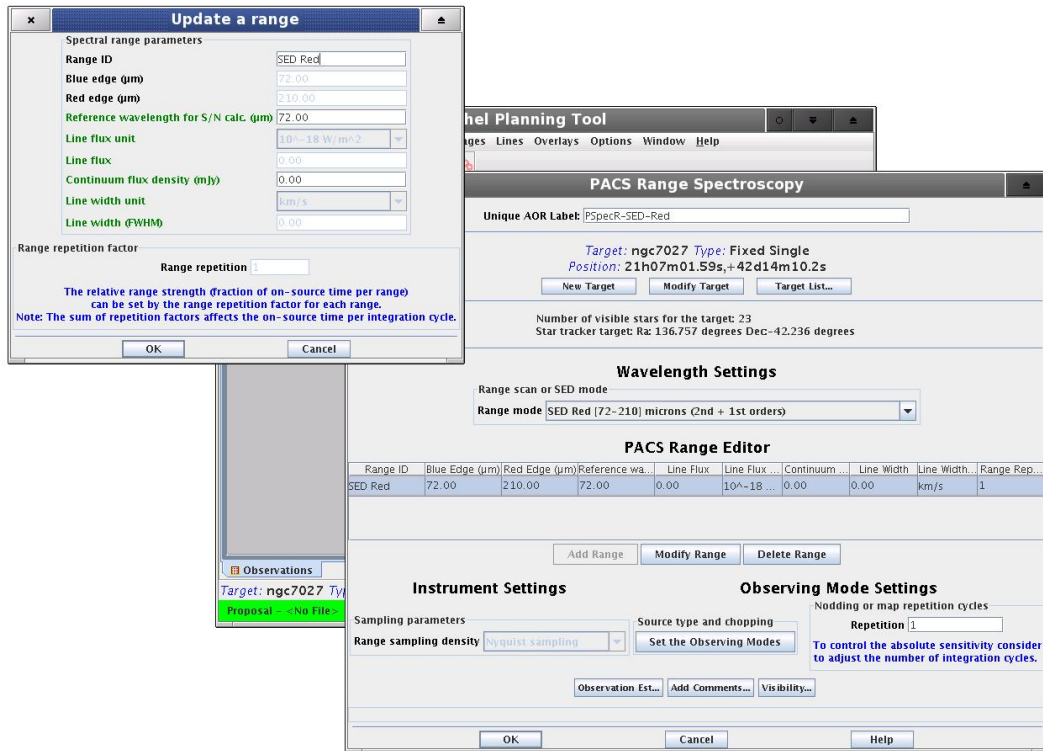 Update a range
Spectral range parameters
Range ID SED Red
Blue edge (µm) 72.00
Red edge (µm) 210.00
Reference wavelength for S/N calc. (µm) 72.00
Line flux unit 10^-18 W/m^2
Line flux 0.00
Continuum flux density (mJy) 0.00
Line width unit km/s
Line width (FWHM) 0.00
Range repetition factor
Range repetition 1
The relative range strength (fraction of on-source time per range)
can be set by the range repetition factor for each range.
Note: The sum of repetition factors affects the on-source time per integration cycle.
OK Cancel
hel Planning Tool
ages Lines Overlays Options Window Help
PACS Range Spectroscopy
Unique AOR Label: PSpecR-SED-Red
Target: ngc7027 Type: Fixed Single
Position: 21h07m01.59s,+42d14m10.2s
New Target Modify Target Target List...
Number of visible stars for the target: 23
Star tracker target: Ra: 136.757 degrees Dec:-42.236 degrees
Wavelength Settings
Range scan or SED mode
Range mode SED Red [72-210] microns (2nd + 1st orders)
PACS Range Editor
Range ID Blue Edge (µm) Red Edge (µm) Reference wa... Line Flux Line Flux ... Continuum ... Line Width Line Width... Range Rep...
SED Red 72.00 210.00 72.00 0.00 10^-18 ... 0.00 0.00 km/s 1
Add Range Modify Range Delete Range
Observations
Target: ngc7027 Typ
Proposal - <No File>
Instrument Settings
Sampling parameters
Range sampling density Nyquist sampling
Observing Mode Settings
Source type and chopping
Set the Observing Modes
Nodding or map repetition cycles
Repetition 1
To control the absolute sensitivity consider
to adjust the number of integration cycles.
Observation Est... Add Comments... Visibility...
OK Cancel Help